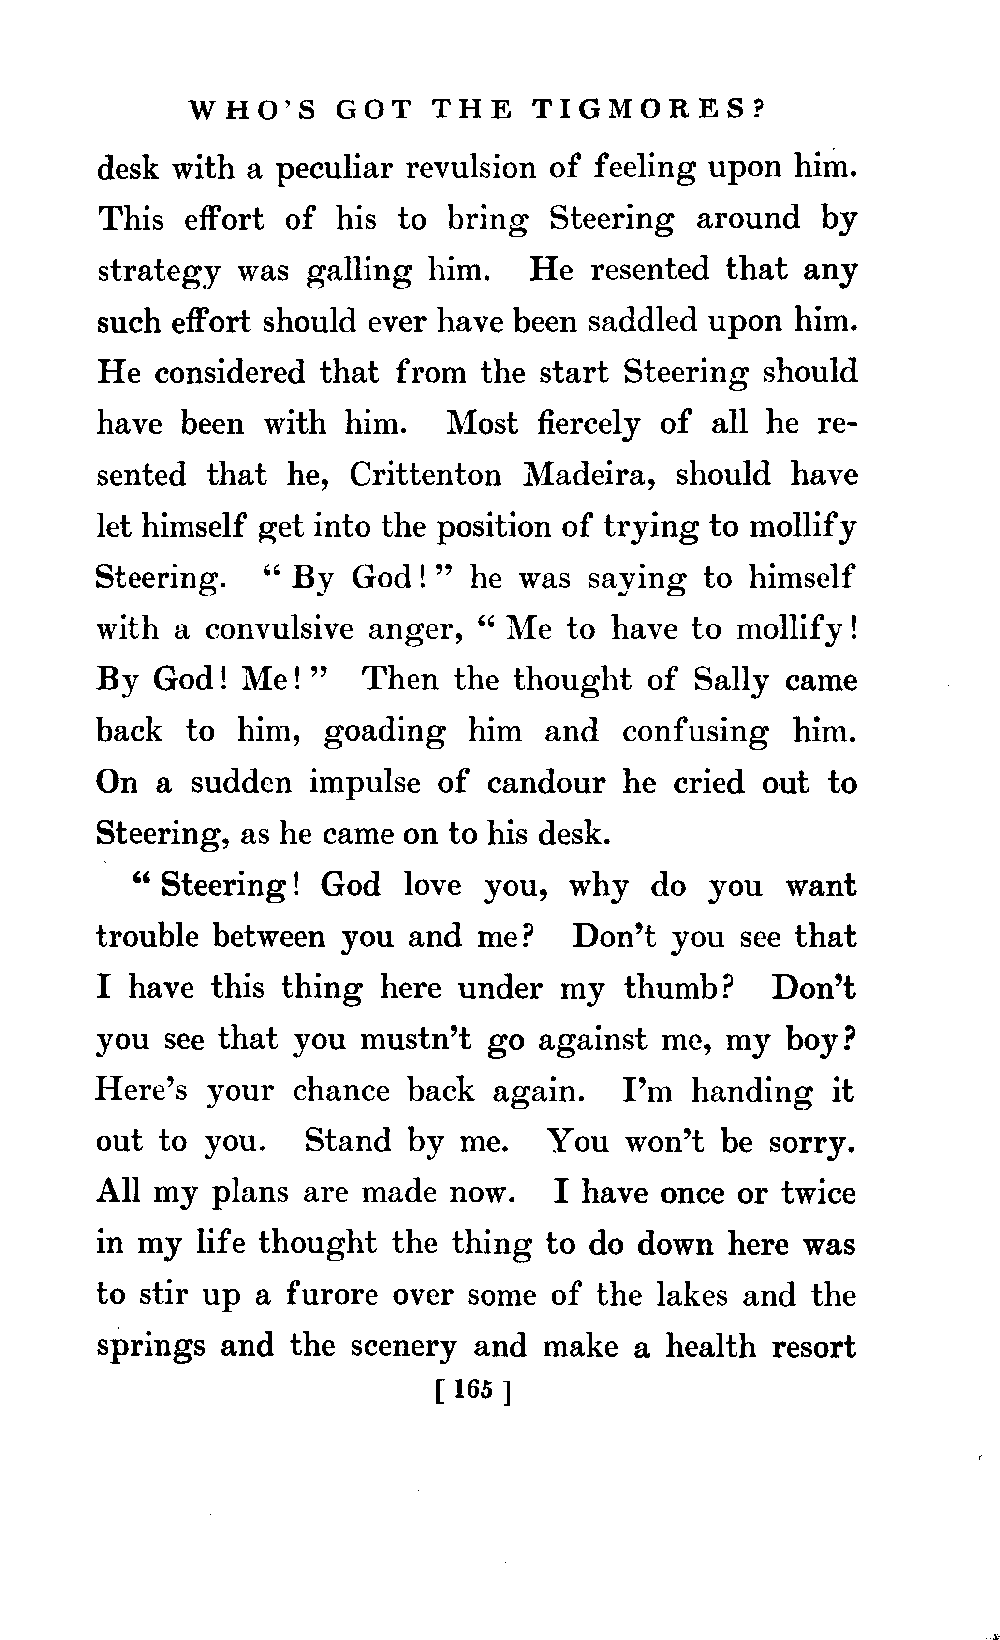 WHO'S GOT THE TIGMORES?
desk with a peculiar revulsion of feeling upon him.
This effort of his to bring Steering around by
strategy was galling him. He resented that any
such effort should ever have been saddled upon him.
He considered that from the start Steering should
have been with him. Most fiercely of all he re-
sented that he, Crittenton Madeira, should have
let himself get into the position of trying to mollify
Steering. “ By God! ” he was saying to himself
with a convulsive anger, “ Me to have to mollify!
By God! Me! ” Then the thought of Sally came
back to him, goading him and confusing him.
On a sudden impulse of candour he cried out to
Steering, as he came on to his desk.
“ Steering! God love you, why do you want
trouble between you and me? Don’t you see that
I have this thing here under my thumb? Don’t
you see that you mustn’t go against me, my boy?
Here’s your chance back again. I’m handing it
out to you. Stand by me. You won’t be sorry.
All my plans are made now. I have once or twice
in my life thought the thing to do down here was
to stir up a furore over some of the lakes and the
springs and the scenery and make a health resort
[ 165 ]